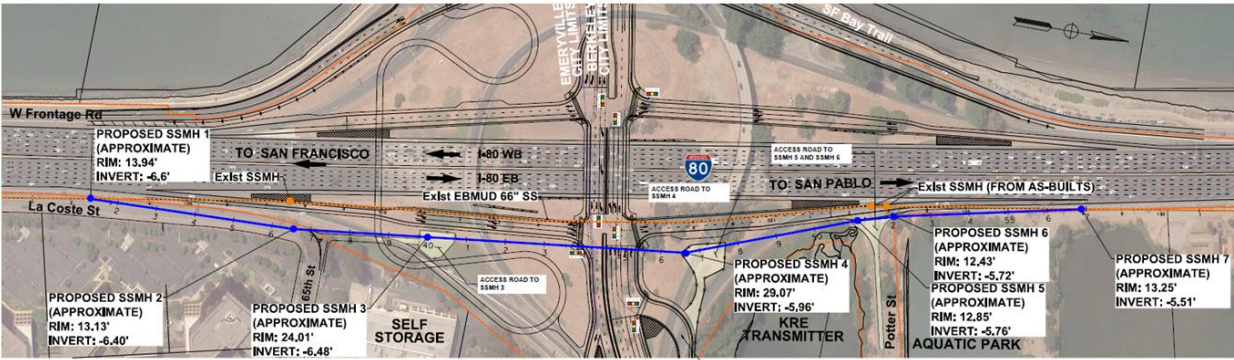 EMERYVILLE
CITY LIMITS
BERKELEY
CITY LIMITS
SF Bay Trail
W Frontage Rd
PROPOSED SSMH 1
(APPROXIMATE)
RIM: 13.94'
INVERT: -6.6'
TO SAN FRANCISCO
I-80 WB
I-80 EB
Exist SSMH
Exist EBMUD 66" SS
80
ACCESS ROAD TO
SSMH 5 AND SSMH 6
ACCESS ROAD TO
SSMH 4
TO SAN PABLO
Exist SSMH (FROM AS-BUILTS)
La Coste St
65th St
PROPOSED SSMH 2
(APPROXIMATE)
RIM: 13.13'
INVERT: -6.40'
PROPOSED SSMH 3
(APPROXIMATE)
RIM: 24.01'
INVERT: -6.48'
SELF
STORAGE
ACCESS ROAD TO
SSMH 3
PROPOSED SSMH 4
(APPROXIMATE)
RIM: 29.07'
INVERT: -5.96'
KRE
TRANSMITTER
Potter St
PROPOSED SSMH 6
(APPROXIMATE)
RIM: 12.43'
INVERT: -5.72'
PROPOSED SSMH 5
(APPROXIMATE)
RIM: 12.85'
INVERT: -5.76'
AQUATIC PARK
PROPOSED SSMH 7
(APPROXIMATE)
RIM: 13.25'
INVERT: -5.51'